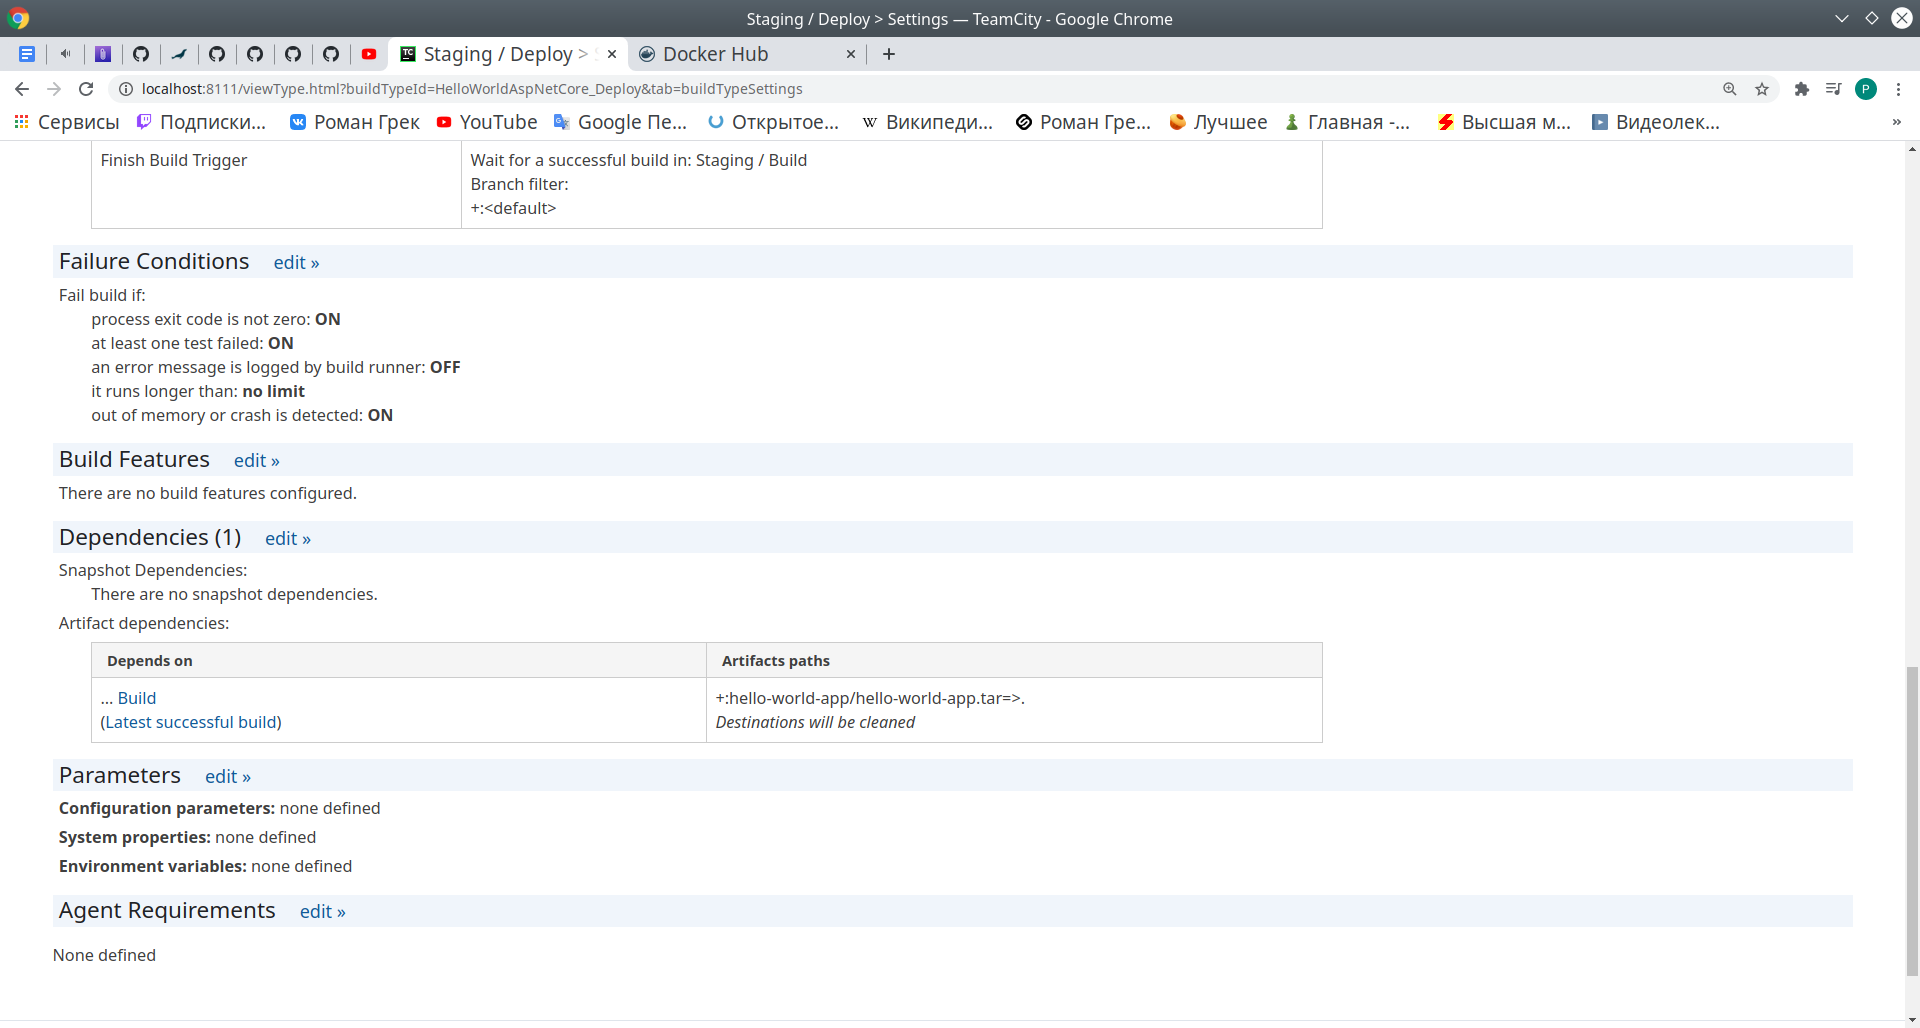 Staging / Deploy > Settings — TeamCity - Google Chrome
Staging / Deploy >
Docker Hub
localhost:8111/viewType.html?buildTypeId=HelloWorldAspNetCore_Deploy&tab=buildTypeSettings
P
Сервисы
Подписки...
Роман Грек
YouTube
Google Пе...
Открытое...
W Википеди...
Роман Гре...
Лучшее
Главная -...
Высшая м...
Видеолек...
»
Finish Build Trigger
Wait for a successful build in: Staging / Build
Branch filter:
+:<default>
Failure Conditions edit »
Fail build if:
process exit code is not zero: ON
at least one test failed: ON
an error message is logged by build runner: OFF
it runs longer than: no limit
out of memory or crash is detected: ON
Build Features edit »
There are no build features configured.
Dependencies (1) edit »
Snapshot Dependencies:
There are no snapshot dependencies.
Artifact dependencies:
Depends on
Artifacts paths
... Build
(Latest successful build)
+:hello-world-app/hello-world-app.tar=>.
Destinations will be cleaned
Parameters edit »
Configuration parameters: none defined
System properties: none defined
Environment variables: none defined
Agent Requirements edit »
None defined